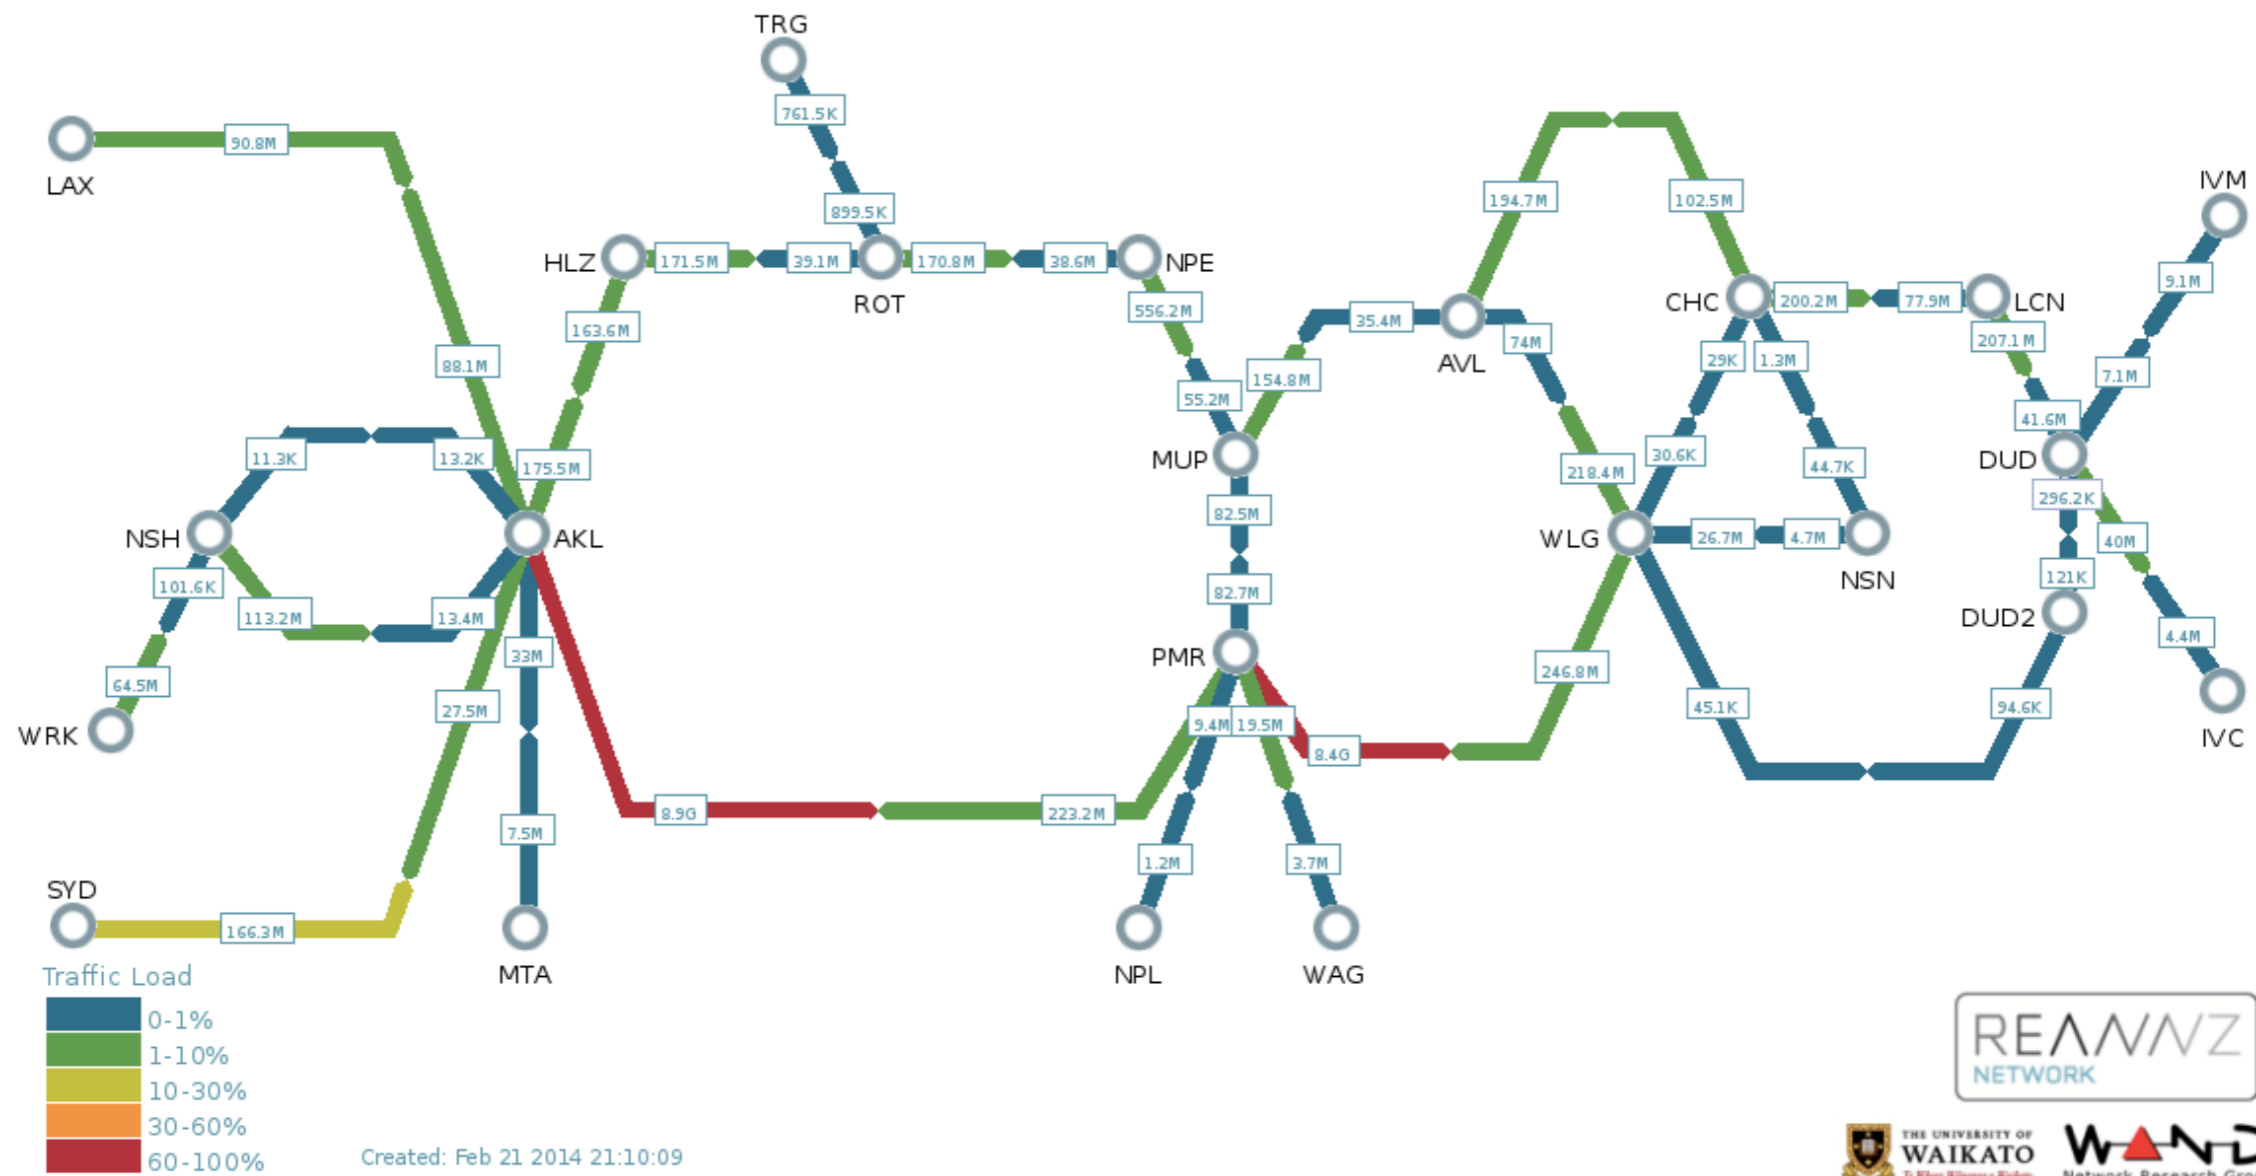 TRG
761.5K
90.8M
LAX
194.7M
102.5M
IVM
899.5K
HLZ
171.5M
39.1M
170.8M
38.6M
NPE
ROT
9.1M
556.2M
CHC
200.2M
77.9M
LCN
163.6M
35.4M
74M
207.1M
88.1M
AVL
29K
1.3M
154.8M
7.1M
55.2M
41.6M
11.3K
13.2K
175.5M
MUP
218.4M
30.6K
44.7K
DUD
296.2K
82.5M
NSH
AKL
WLG
26.7M
4.7M
40M
101.6K
NSN
121K
82.7M
113.2M
13.4M
DUD2
33M
PMR
4.4M
64.5M
246.8M
27.5M
9.4M
19.5M
45.1K
94.6K
WRK
8.4G
IVC
8.9G
223.2M
7.5M
1.2M
3.7M
SYD
166.3M
MTA
NPL
WAG
Traffic Load
0-1%
1-10%
10-30%
30-60%
60-100%
Created: Feb 21 2014 21:10:09
REANNZ
NETWORK
THE UNIVERSITY OF
WAIKATO
WAND